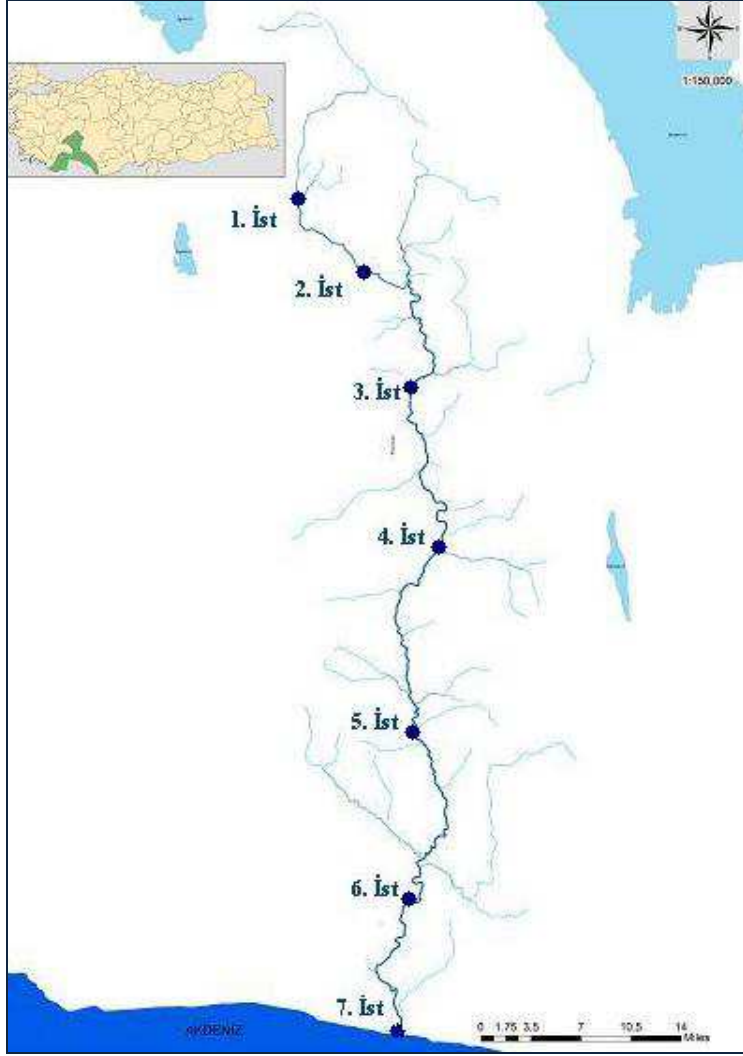 1:150,000
1. İst
2. İst
3. İst
4. İst
5. İst
6. İst
7. İst
AKDENİZ
0 1.75 3.5 7 10.5 14
Miles